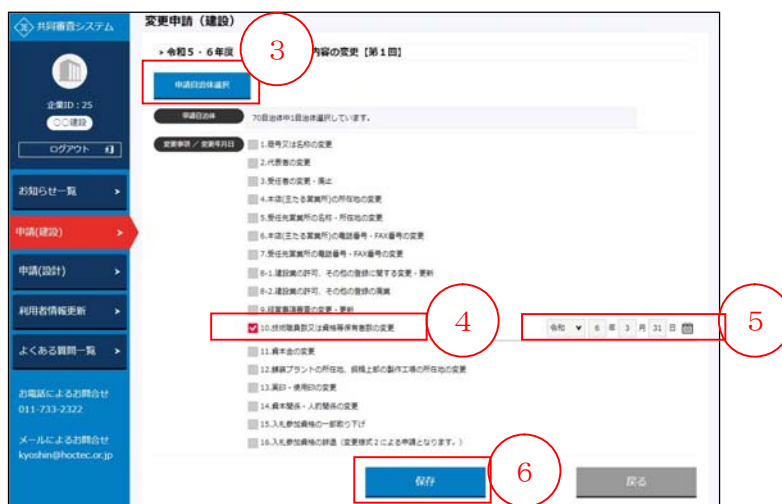 共同審査システム
企業ID：25
〇〇建設
ログアウト
お知らせ一覧 >
申請(建設) >
申請(設計) >
利用者情報更新 >
よくある質問一覧 >
お電話によるお問合せ
011-733-2322
メールによるお問合せ
kyoshin@hoctec.or.jp
変更申請（建設）
> 令和５・６年度
内容の変更【第１回】
3
申請自治体選択
申請自治体
70自治体中1自治体選択しています。
変更事項 / 変更年月日
1.商号又は名称の変更
2.代表者の変更
3.受任者の変更・廃止
4.本店(主たる営業所)の所在地の変更
5.受任先営業所の名称・所在地の変更
6.本店(主たる営業所)の電話番号・FAX番号の変更
7.受任先営業所の電話番号・FAX番号の変更
8-1.建設業の許可、その他の登録に関する変更・更新
8-2.建設業の許可、その他の登録の廃業
9.経営事項審査の変更・更新
10.技術職員数又は資格等保有者数の変更
4
令和 6 年 3 月 31 日
5
11.資本金の変更
12.舗装プラントの所在地、鋼橋上部の製作工場の所在地の変更
13.実印・使用印の変更
14.資本関係・人的関係の変更
15.入札参加資格の一部取り下げ
16.入札参加資格の辞退（変更様式２による申請となります。）
保存
6
戻る